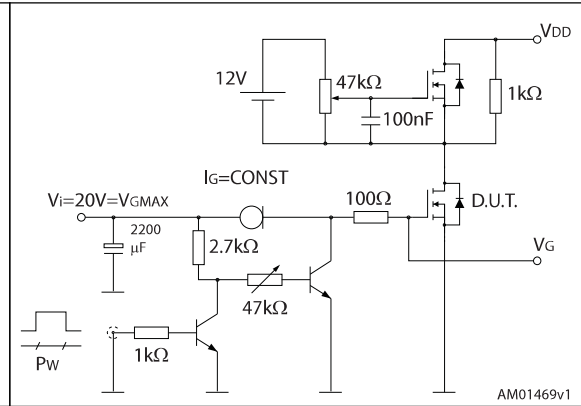 VDD
12V
47kΩ
1kΩ
100nF
IG=CONST
Vi=20V=VGMAX
100Ω
D.U.T.
2200
μF
2.7kΩ
VG
47kΩ
1kΩ
PW
AM01469v1